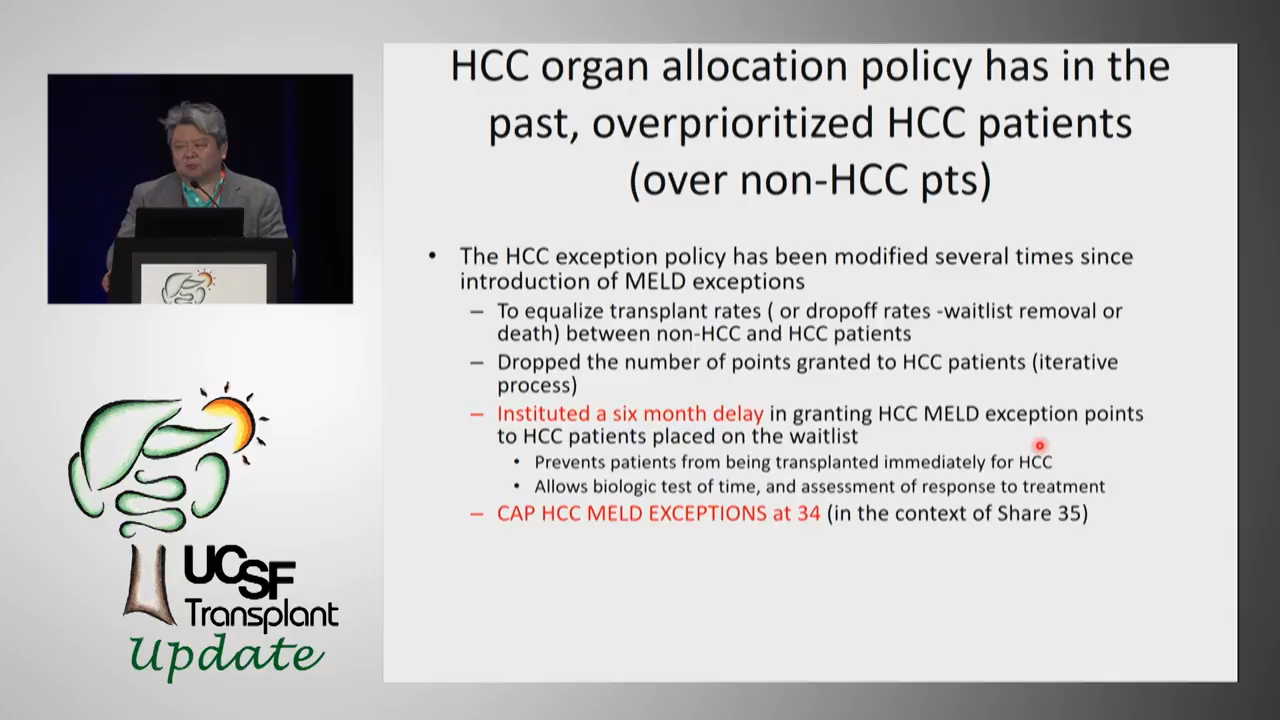 HCC organ allocation policy has in the
past, overprioritized HCC patients
(over non-HCC pts)
• The HCC exception policy has been modified several times since
introduction of MELD exceptions
– To equalize transplant rates ( or dropoff rates -waitlist removal or
death) between non-HCC and HCC patients
– Dropped the number of points granted to HCC patients (iterative
process)
– Instituted a six month delay in granting HCC MELD exception points
to HCC patients placed on the waitlist
• Prevents patients from being transplanted immediately for HCC
• Allows biologic test of time, and assessment of response to treatment
– CAP HCC MELD EXCEPTIONS at 34 (in the context of Share 35)
UCSF
Transplant
Update